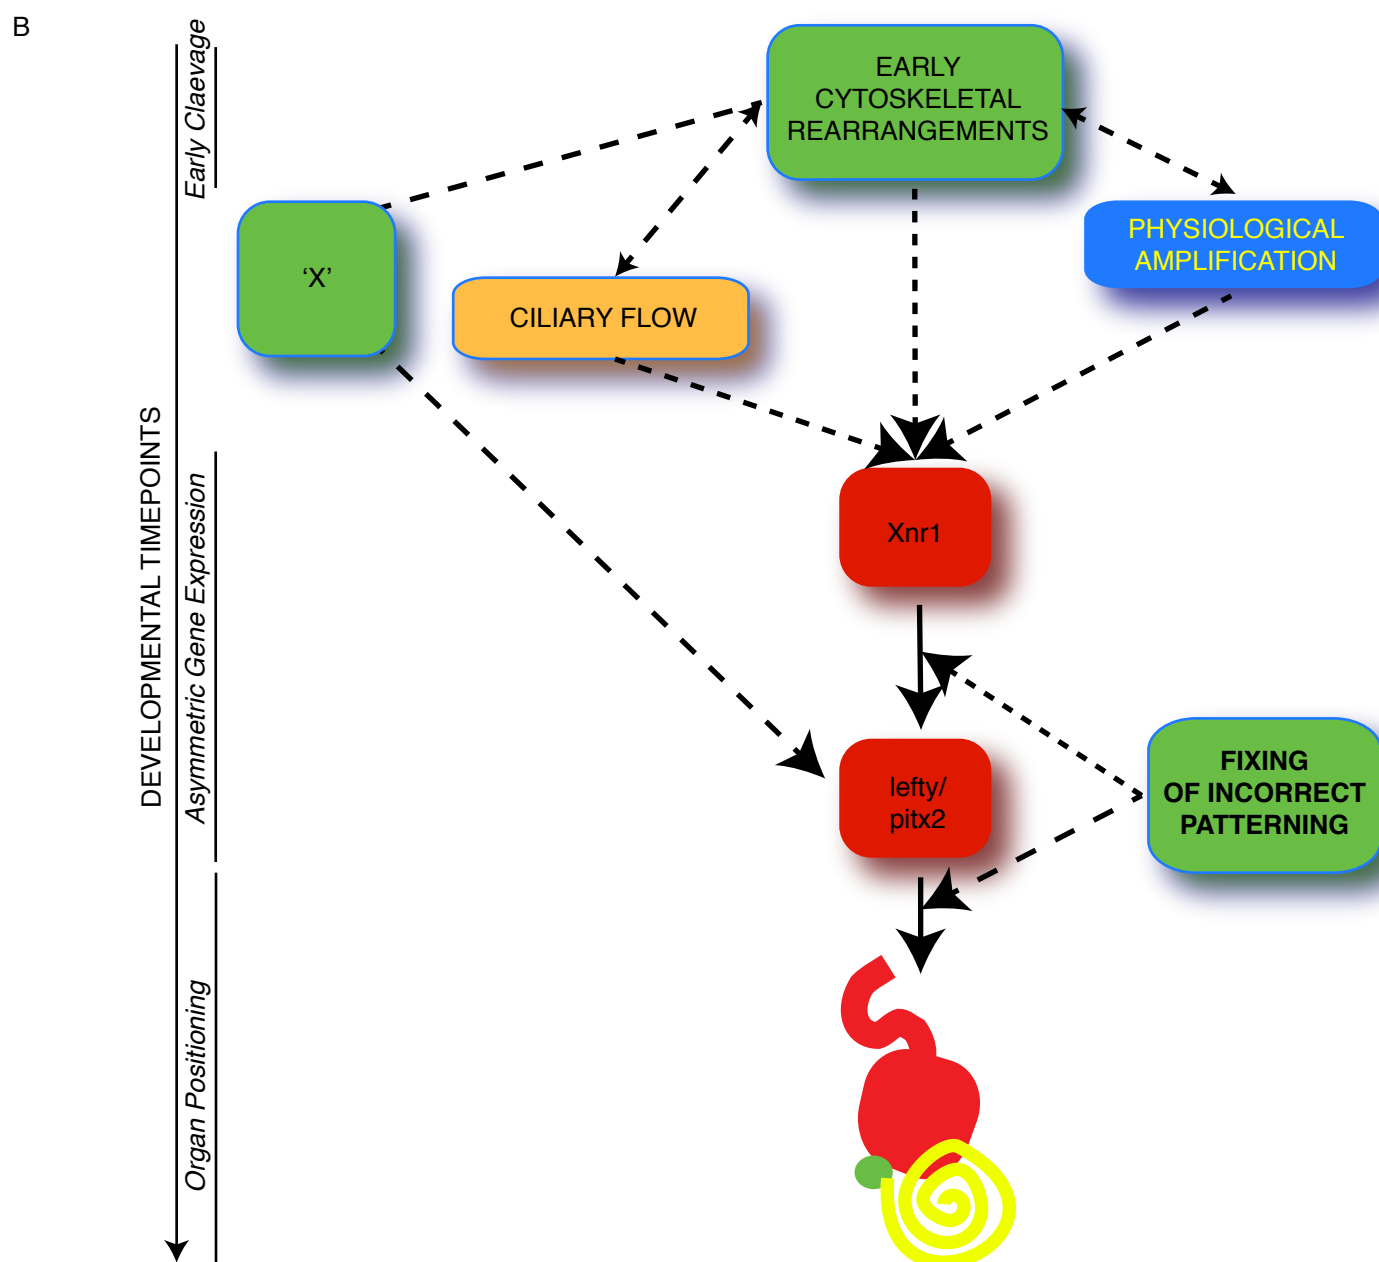 B
EARLY
CYTOSKELETAL
REARRANGEMENTS
PHYSIOLOGICAL
AMPLIFICATION
‘X’
CILIARY FLOW
Xnr1
lefty/
pitx2
FIXING
OF INCORRECT
PATTERNING
DEVELOPMENTAL TIMEPOINTS
Early Claevage
Asymmetric Gene Expression
Organ Positioning